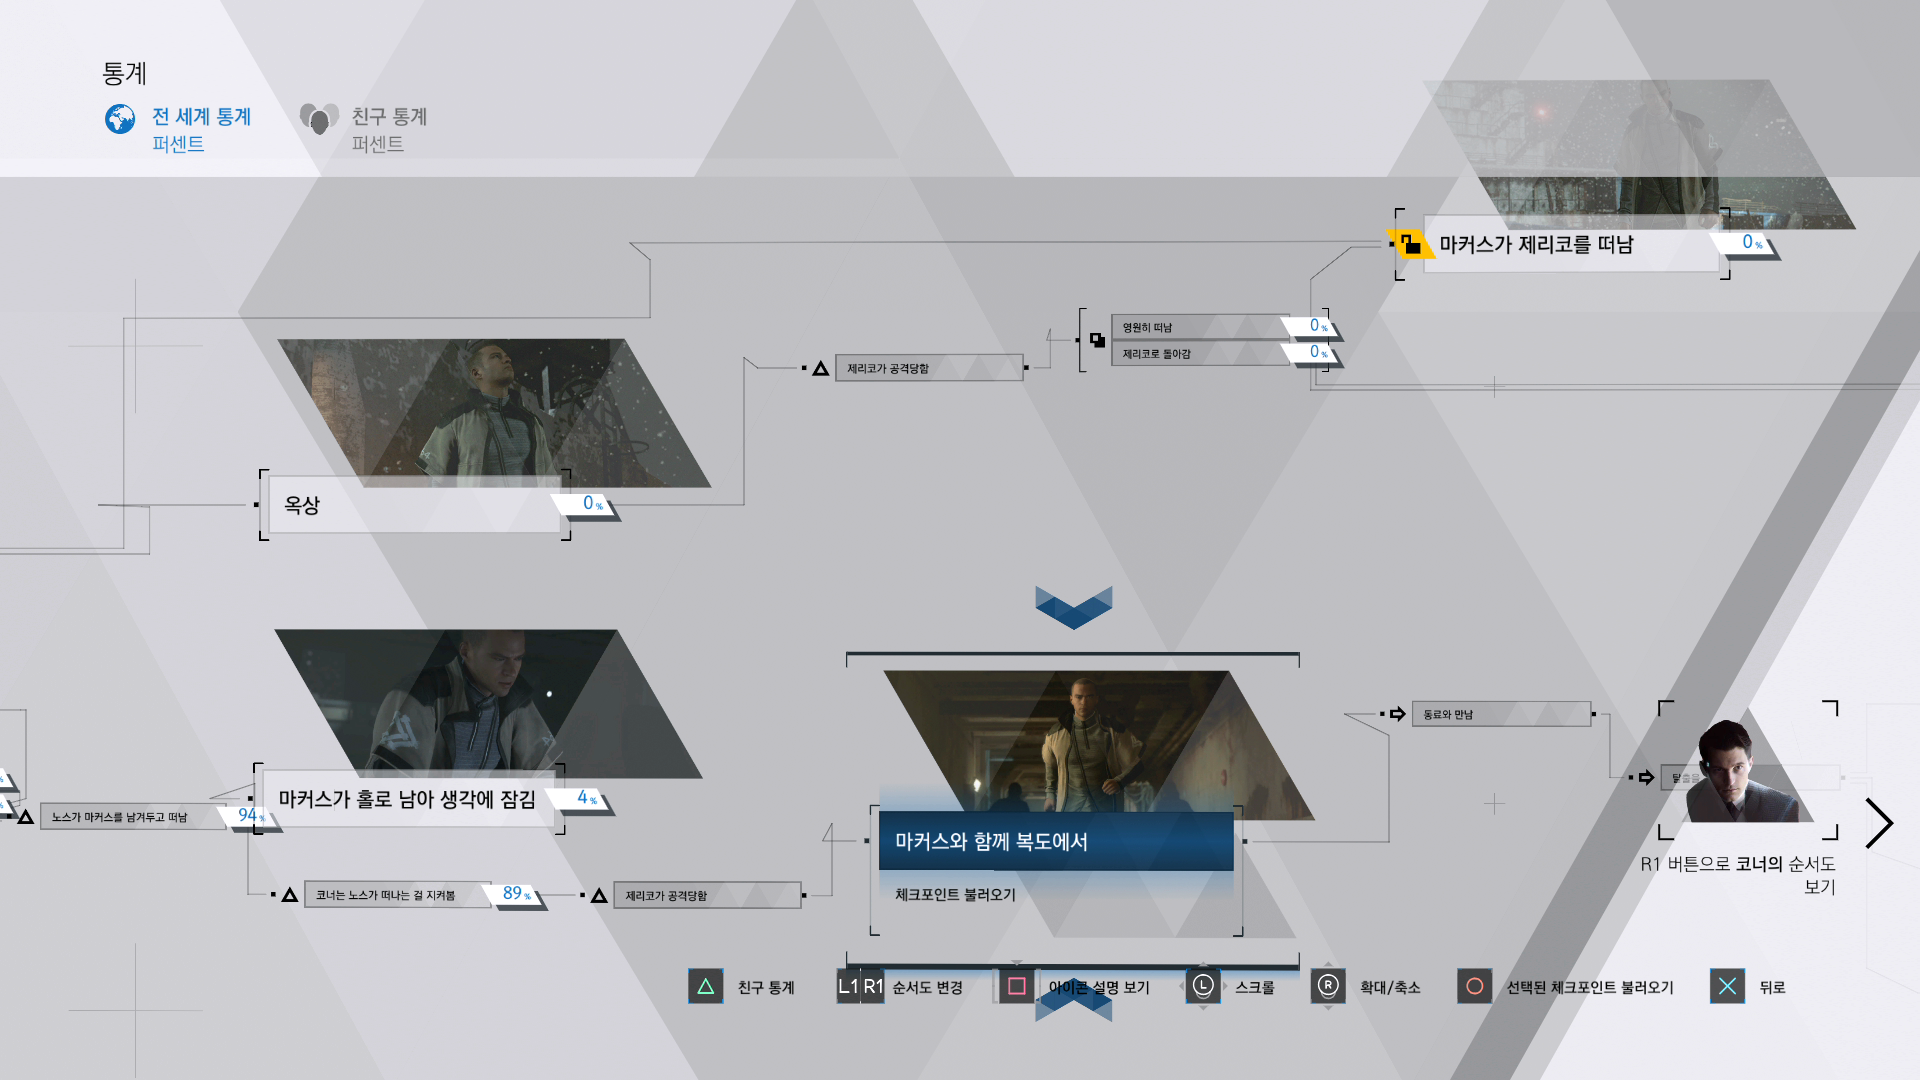 통계
전 세계 통계
퍼센트
친구 통계
퍼센트
마커스가 제리코를 떠남
0%
영원히 떠남
0%
제리코로 돌아감
0%
제리코가 공격당함
옥상
0%
동료와 만남
마커스가 홀로 남아 생각에 잠김
4%
노스가 마커스를 남겨두고 떠남
94%
마커스와 함께 복도에서
체크포인트 불러오기
코너는 노스가 떠나는 걸 지켜봄
89%
제리코가 공격당함
R1 버튼으로 코너의 순서도
보기
친구 통계
L1 R1 순서도 변경
아이콘 설명 보기
L 스크롤
R 확대/축소
선택된 체크포인트 불러오기
뒤로